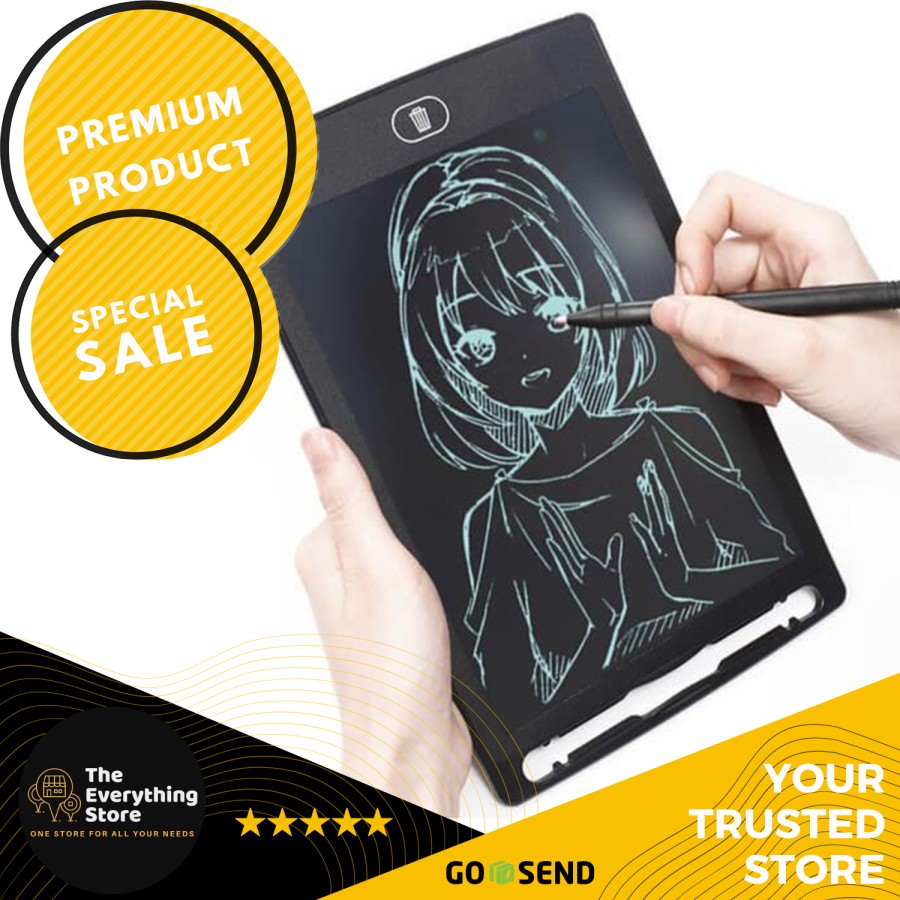 PREMIUM
PRODUCT
SPECIAL
SALE
The
Everything
Store
ONE STORE FOR ALL YOUR NEEDS
GO SEND
YOUR
TRUSTED
STORE